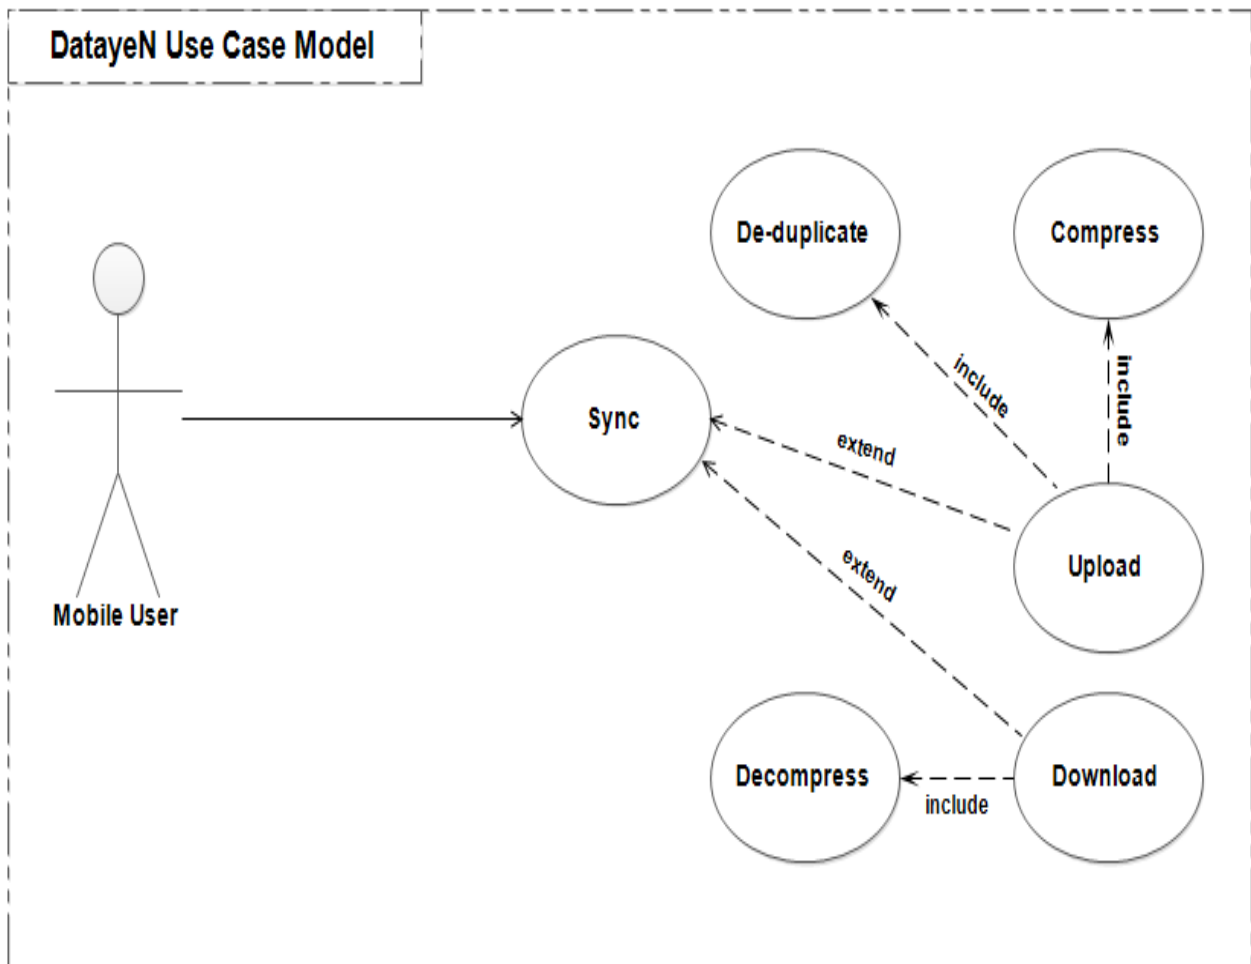 DatayeN Use Case Model
De-duplicate
Compress
include
include
Sync
extend
extend
Upload
Mobile User
Decompress
include
Download